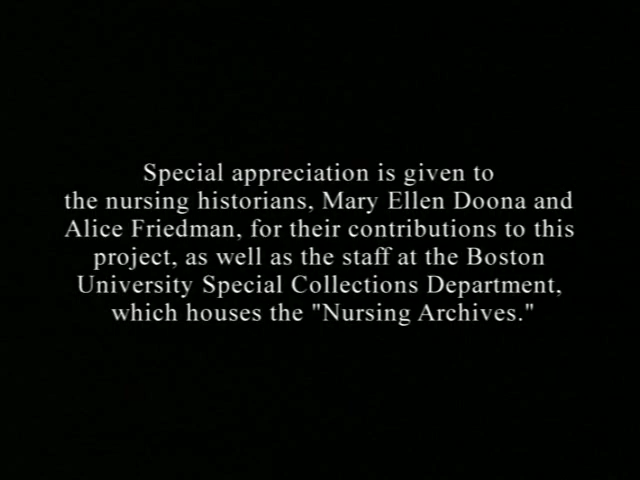 Special appreciation is given to
the nursing historians, Mary Ellen Doona and
Alice Friedman, for their contributions to this
project, as well as the staff at the Boston
University Special Collections Department,
which houses the "Nursing Archives."